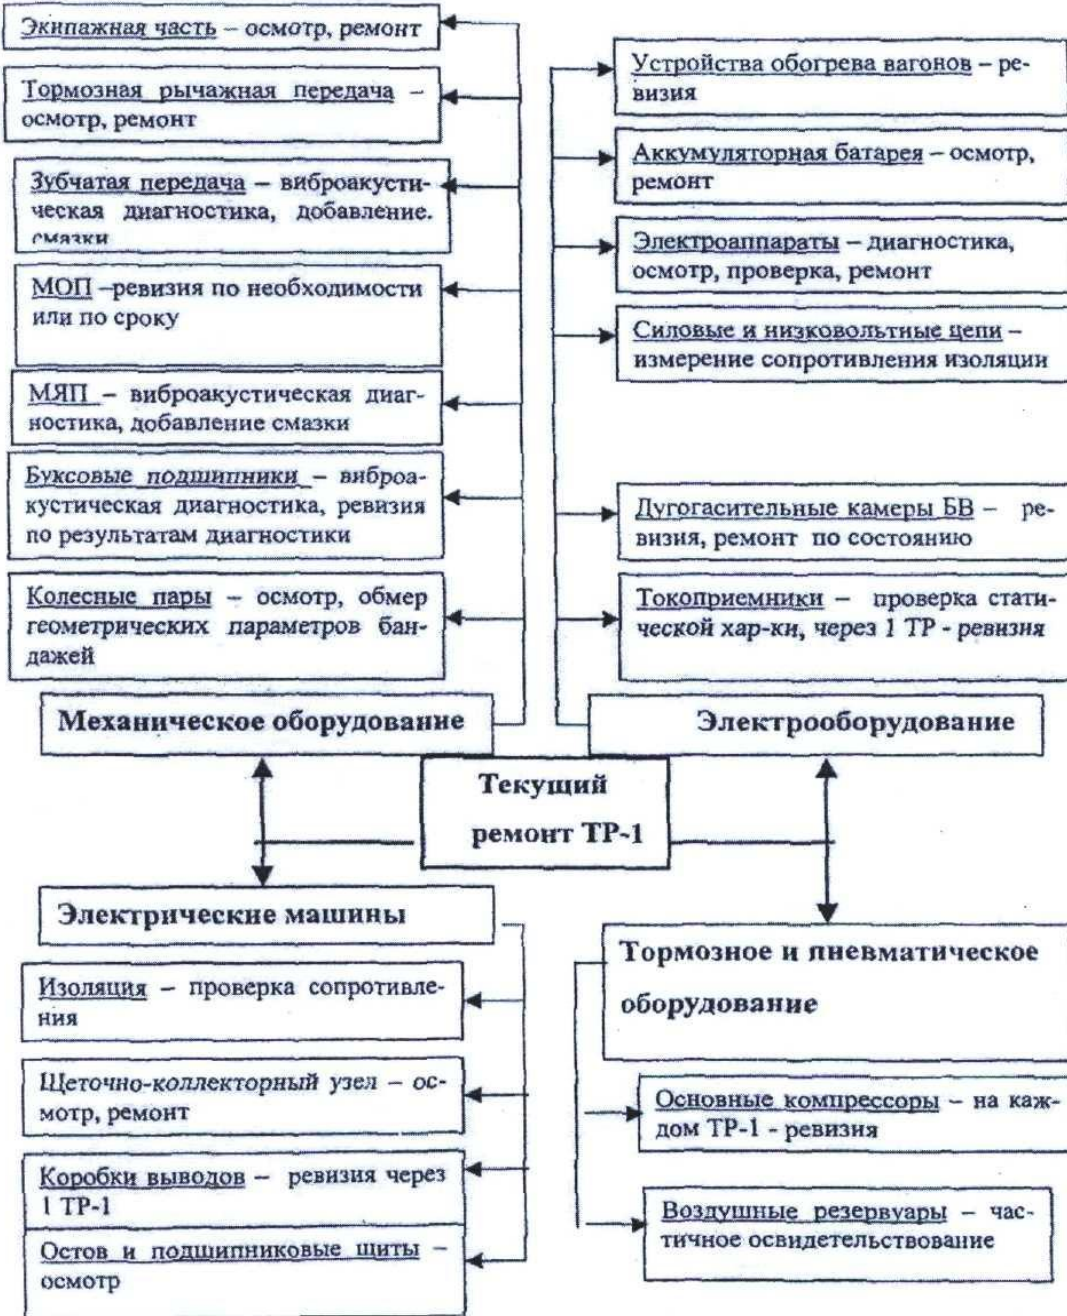 Экипажная часть – осмотр, ремонт
Тормозная рычажная передача –
осмотр, ремонт
Зубчатая передача – виброакусти-
ческая диагностика, добавление.
смазки
МОП –ревизия по необходимости
или по сроку
МЯП – виброакустическая диаг-
ностика, добавление смазки
Буксовые подшипники – виброа-
кустическая диагностика, ревизия
по результатам диагностики
Колесные пары – осмотр, обмер
геометрических параметров бан-
дажей
Механическое оборудование
Устройства обогрева вагонов – ре-
визия
Аккумуляторная батарея – осмотр,
ремонт
Электроаппараты – диагностика,
осмотр, проверка, ремонт
Силовые и низковольтные цепи –
измерение сопротивления изоляции
Дугогасительные камеры БВ – ре-
визия, ремонт по состоянию
Токоприемники – проверка стати-
ческой хар-ки, через 1 ТР - ревизия
Электрооборудование
Текущий
ремонт ТР-1
Электрические машины
Изоляция – проверка сопротивле-
ния
Щеточно-коллекторный узел – ос-
мотр, ремонт
Коробки выводов – ревизия через
1 ТР-1
Остов и подшипниковые щиты –
осмотр
Тормозное и пневматическое
оборудование
Основные компрессоры – на каж-
дом ТР-1 - ревизия
Воздушные резервуары – час-
тичное освидетельствование